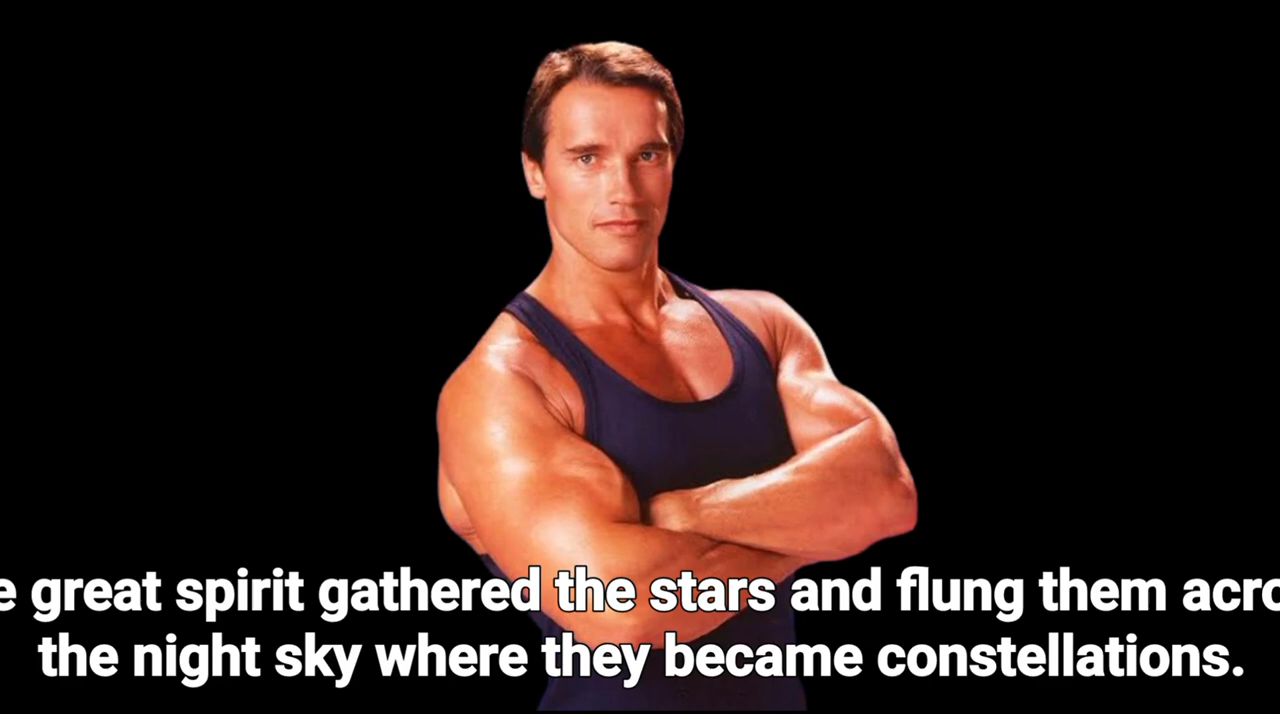 e great spirit gathered the stars and flung them acro
the night sky where they became constellations.